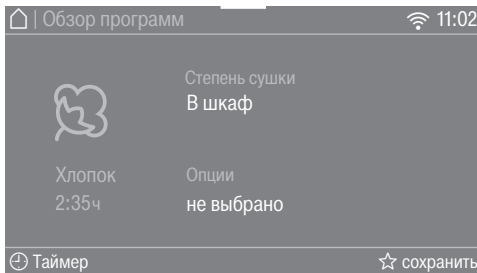 | Обзор программ 11:02
Степень сушки
В шкаф
Хлопок
2:35ч
Опции
не выбрано
Таймер сохранить